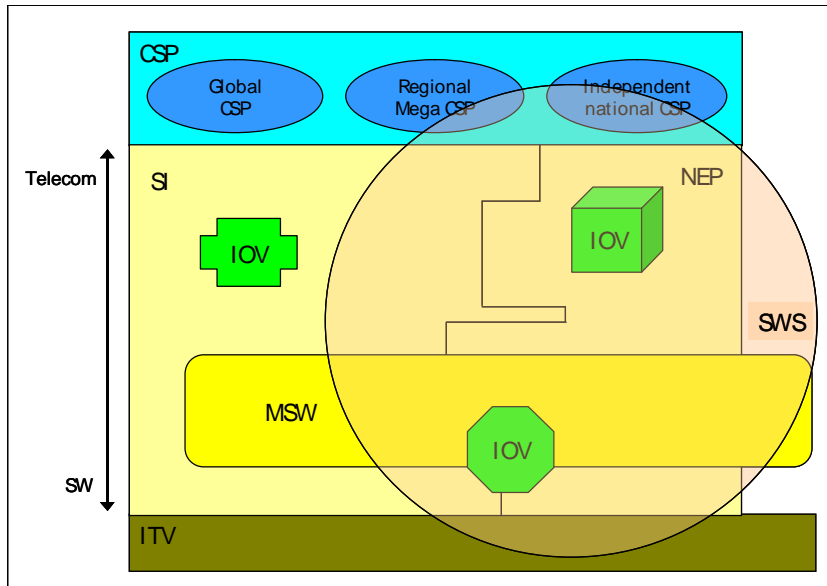 CSP
Global
CSP
Regional
Mega CSP
Independent
national CSP
Telecom
SI
NEP
IOV
IOV
SWS
MSW
IOV
SW
ITV